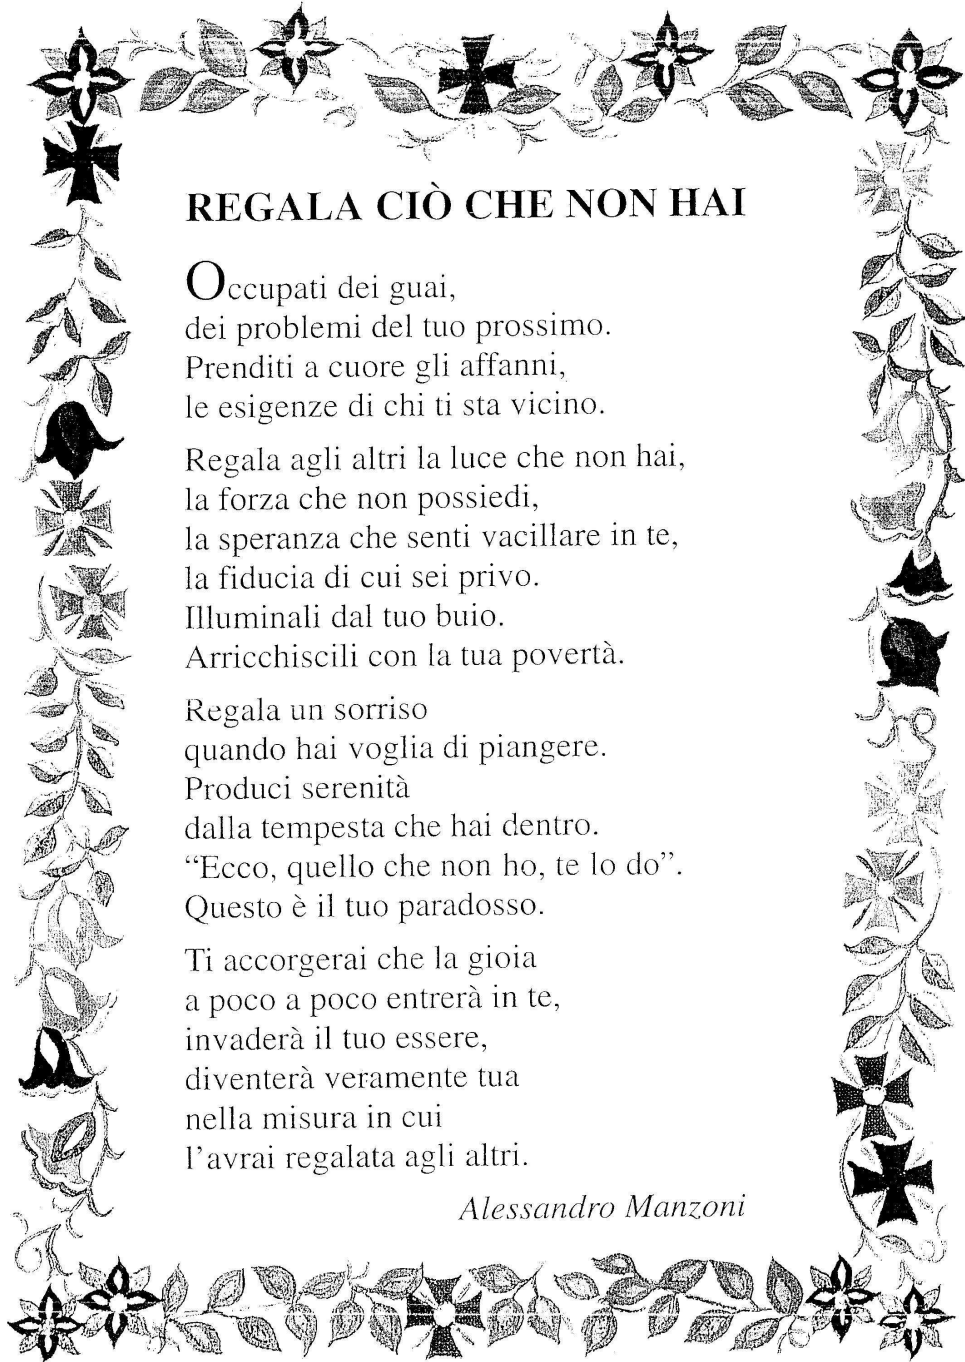 REGALA CIÒ CHE NON HAI
Occupati dei guai,
dei problemi del tuo prossimo.
Prenditi a cuore gli affanni,
le esigenze di chi ti sta vicino.
Regala agli altri la luce che non hai,
la forza che non possiedi,
la speranza che senti vacillare in te,
la fiducia di cui sei privo.
Illuminali dal tuo buio.
Arricchiscili con la tua povertà.
Regala un sorriso
quando hai voglia di piangere.
Produci serenità
dalla tempesta che hai dentro.
“Ecco, quello che non ho, te lo do”.
Questo è il tuo paradosso.
Ti accorgerai che la gioia
a poco a poco entrerà in te,
invaderà il tuo essere,
diventerà veramente tua
nella misura in cui
l’avrai regalata agli altri.
Alessandro Manzoni